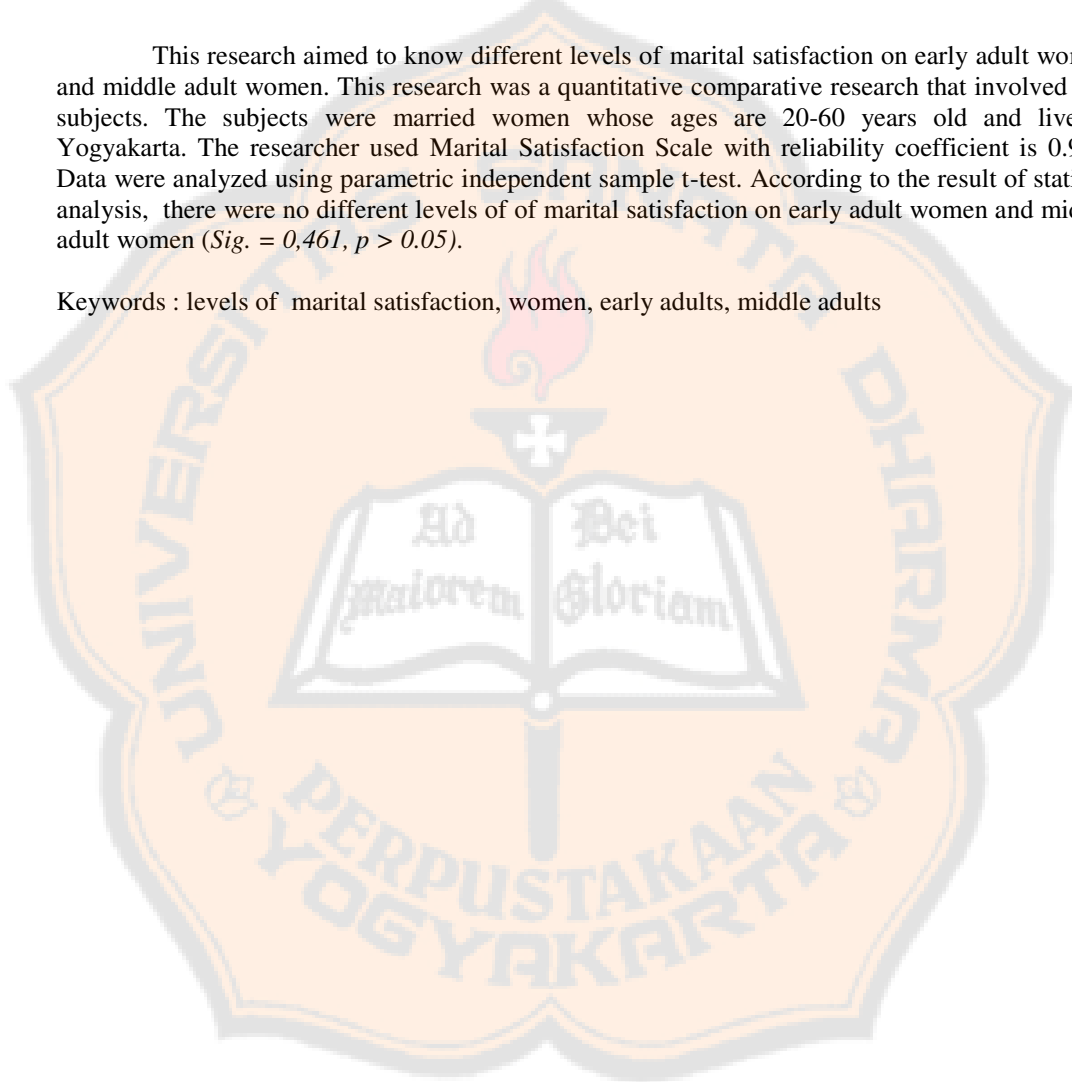 This research aimed to know different levels of marital satisfaction on early adult
and middle adult women. This research was a quantitative comparative research that involved
subjects. The subjects were married women whose ages are 20-60 years old and
Yogyakarta. The researcher used Marital Satisfaction Scale with reliability coefficient is
Data were analyzed using parametric independent sample t-test. According to the result of
analysis, there were no different levels of of marital satisfaction on early adult women and
adult women (Sig. = 0,461, p > 0.05).
Keywords : levels of marital satisfaction, women, early adults, middle adults
UNIVERSITAS SANATA DHARMA
Ad Dei
Maiorem Gloriam
PERPUSTAKAAN
YOGYAKARTA